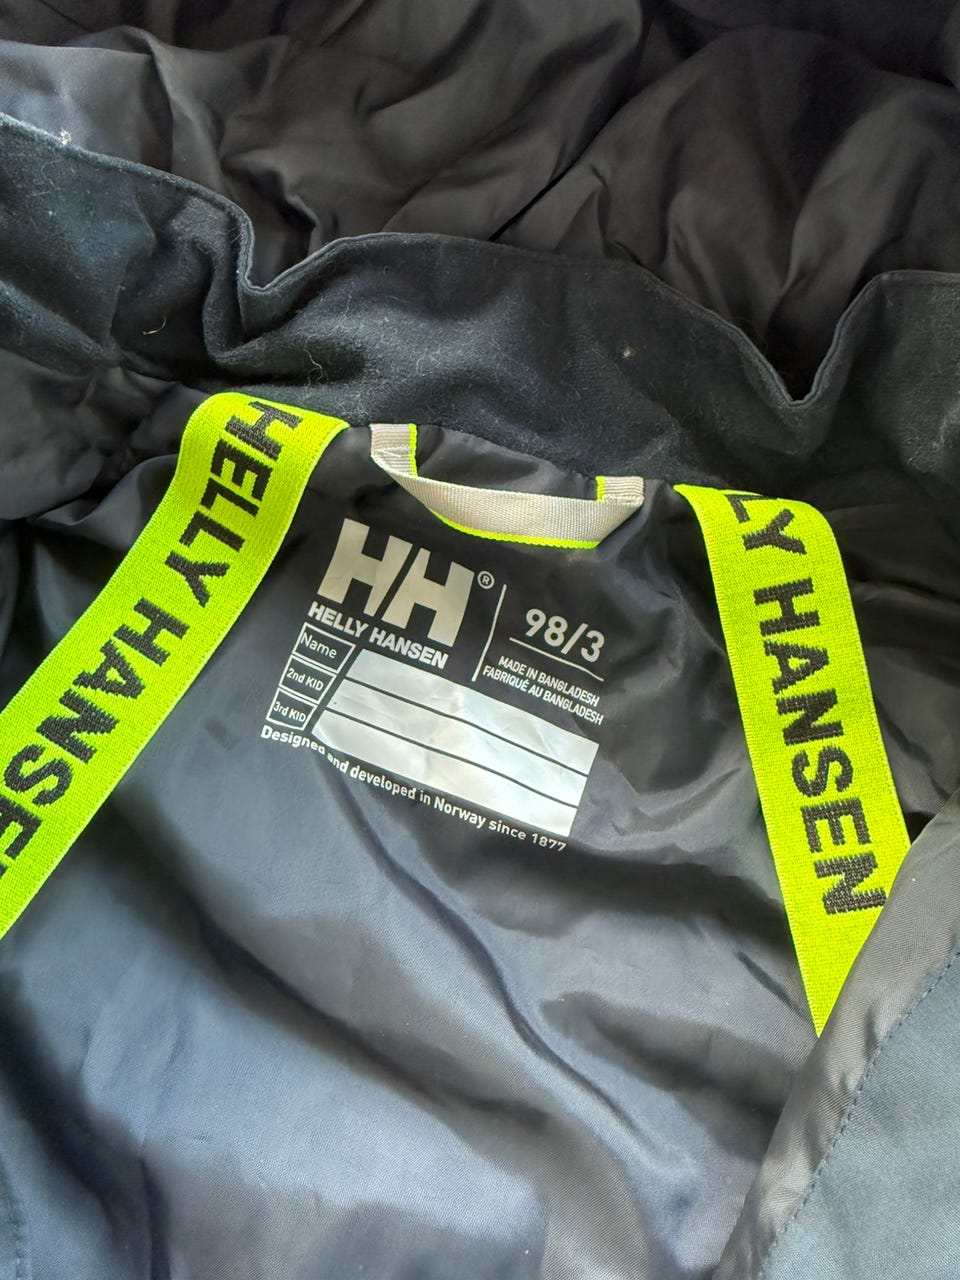 HELLY HANSEN
LY HANSEN
HH®
HELLY HANSEN
98/3
MADE IN BANGLADESH
FABRIQUÉ AU BANGLADESH
Name
2nd KID
3rd KID
Designed and developed in Norway since 1877